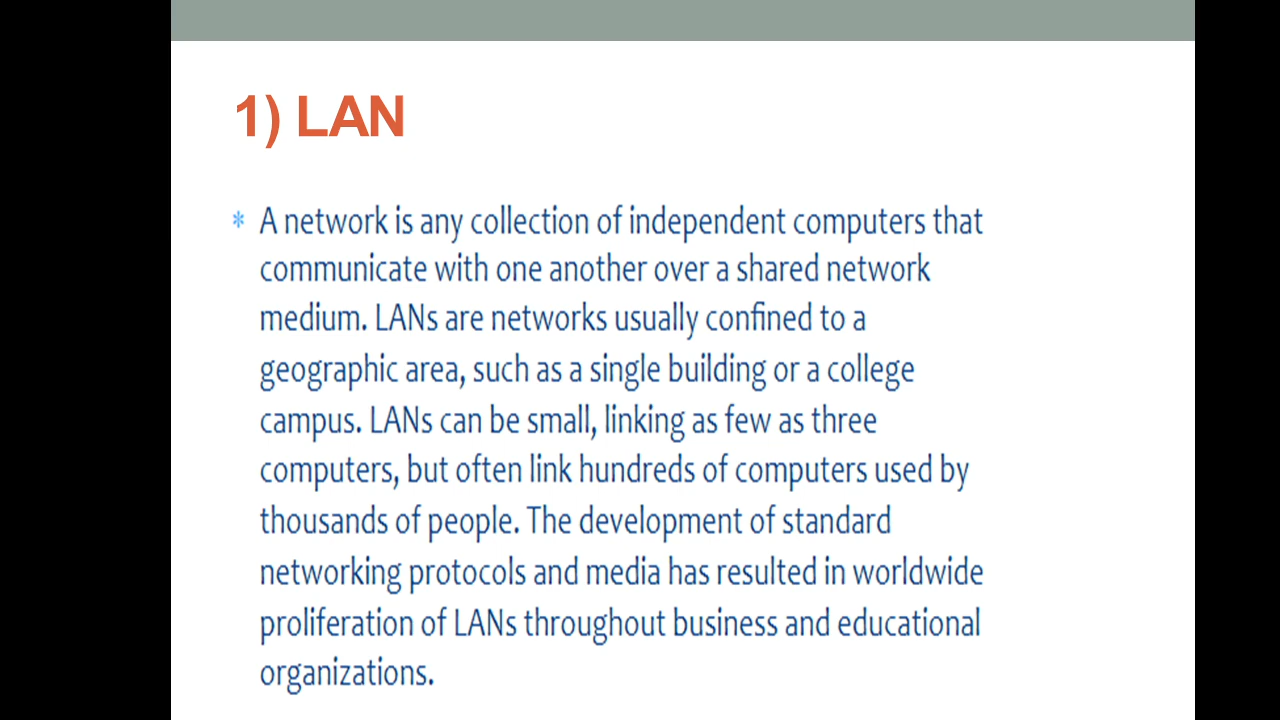 1) LAN
* A network is any collection of independent computers that
communicate with one another over a shared network
medium. LANs are networks usually confined to a
geographic area, such as a single building or a college
campus. LANs can be small, linking as few as three
computers, but often link hundreds of computers used by
thousands of people. The development of standard
networking protocols and media has resulted in worldwide
proliferation of LANs throughout business and educational
organizations.